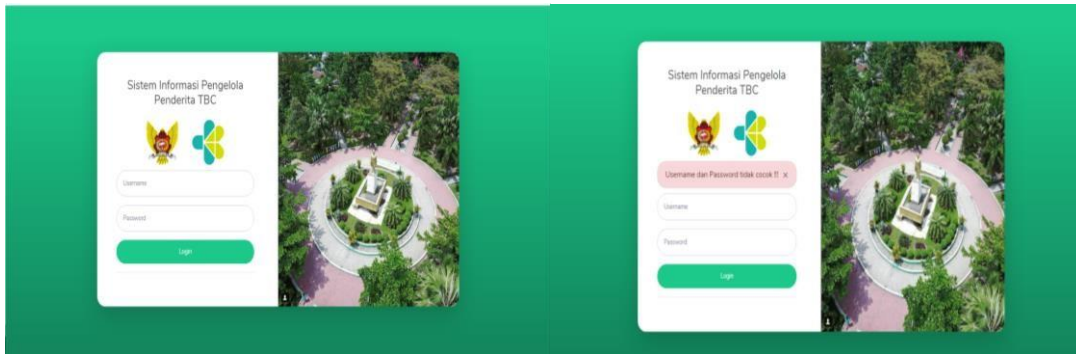 Sistem Informasi Pengelola
Penderita TBC
Username
Password
Login
Sistem Informasi Pengelola
Penderita TBC
Username dan Password tidak cocok !! ×
Username
Password
Login